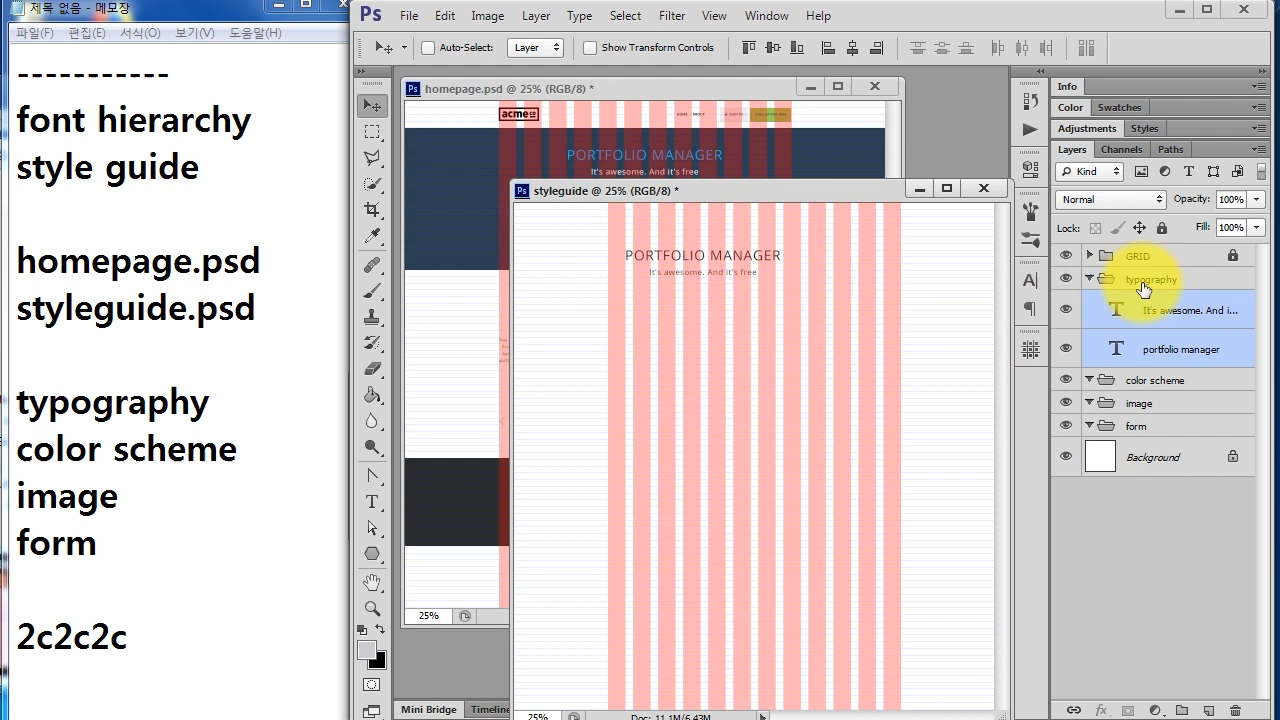 제목 없음 - 메모장
파일(F) 편집(E) 서식(O) 보기(V) 도움말(H)
-----------
font hierarchy
style guide
homepage.psd
styleguide.psd
typography
color scheme
image
form
2c2c2c
Ps File Edit Image Layer Type Select Filter View Window Help
Auto-Select: Layer Show Transform Controls
Ps homepage.psd @ 25% (RGB/8) *
acme
HOME ABOUT
PORTFOLIO MANAGER
It's awesome. And it's free
Ps styleguide @ 25% (RGB/8) *
PORTFOLIO MANAGER
It's awesome. And it's free
25%
25% Doc: 11.1M/6.43M
Mini Bridge Timeline
Info
Color Swatches
Adjustments Styles
Layers Channels Paths
Kind
Normal Opacity: 100%
Lock: Fill: 100%
GRID
typography
It's awesome. And i...
portfolio manager
color scheme
image
form
Background